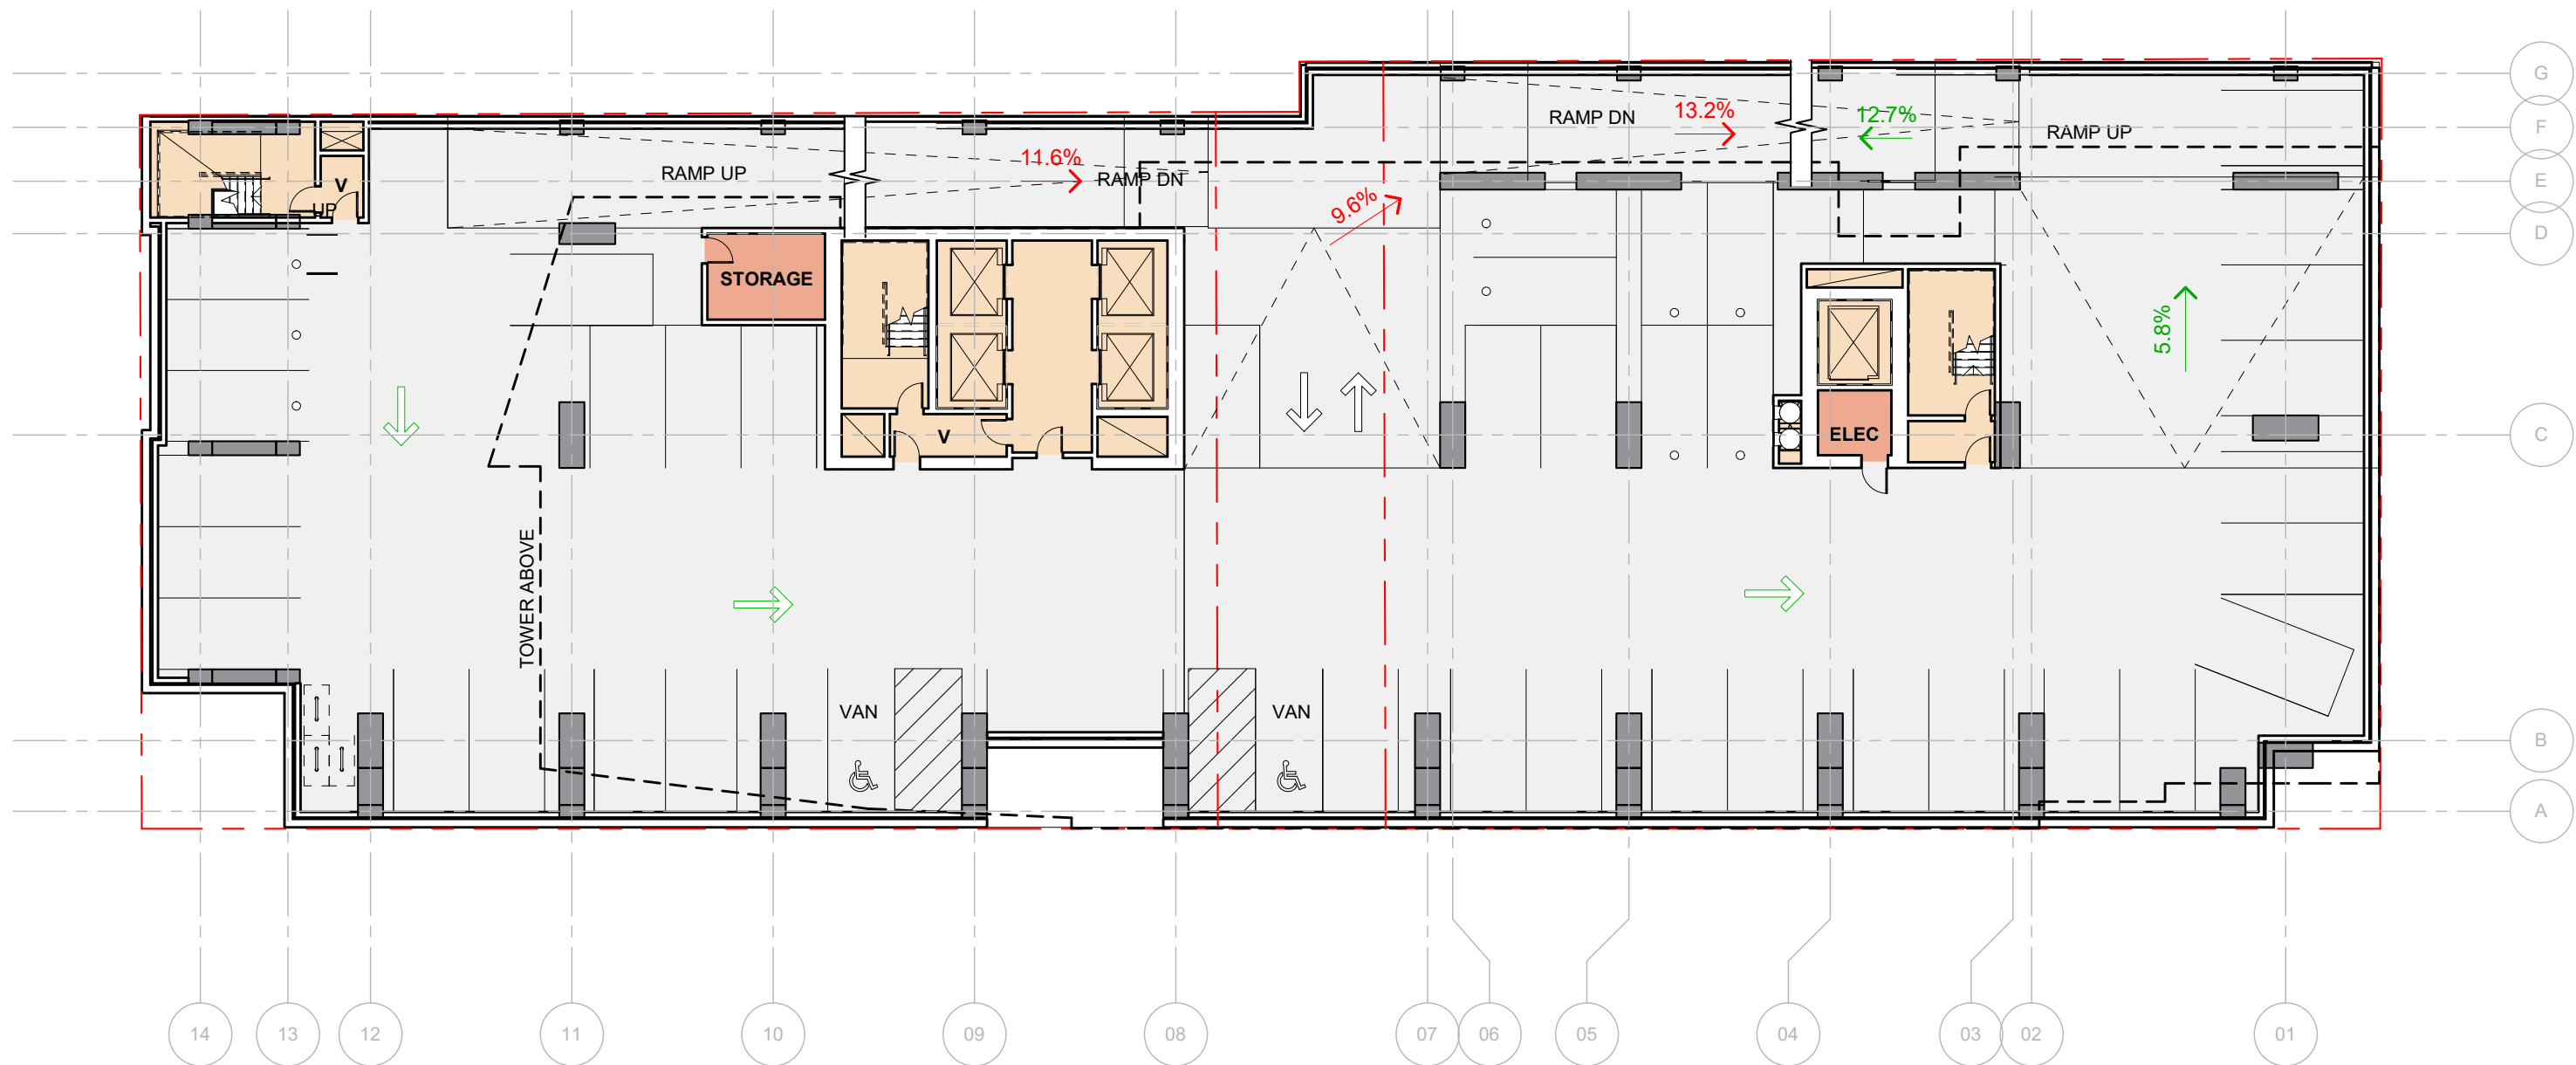 G
F
E
D
C
B
A
RAMP DN
13.2%
12.7%
RAMP UP
11.6%
RAMP UP
RAMP DN
V
UP
9.6%
STORAGE
5.8%
V
ELEC
TOWER ABOVE
VAN
VAN
14
13
12
11
10
09
08
07
06
05
04
03
02
01